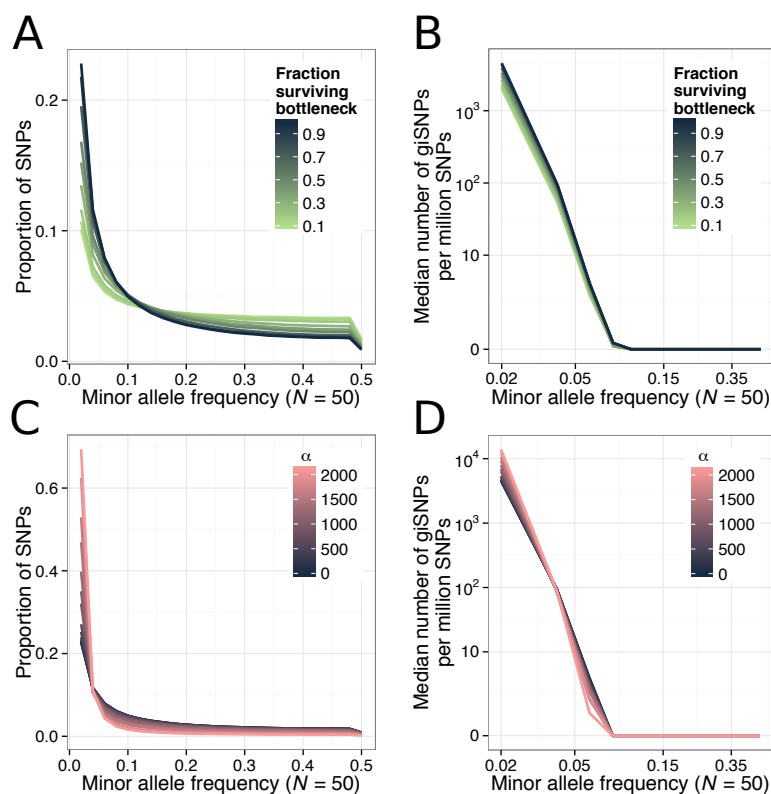 A
Proportion of SNPs
0.2
0.1
0.0
Fraction
surviving
bottleneck
0.9
0.7
0.5
0.3
0.1
0.0 0.1 0.2 0.3 0.4 0.5
Minor allele frequency (N = 50)
B
Median number of giSNPs
per million SNPs
10³
10²
10
0
Fraction
surviving
bottleneck
0.9
0.7
0.5
0.3
0.1
0.02 0.05 0.15 0.35
Minor allele frequency (N = 50)
C
Proportion of SNPs
0.6
0.4
0.2
0.0
α
2000
1500
1000
500
0
0.0 0.1 0.2 0.3 0.4 0.5
Minor allele frequency (N = 50)
D
Median number of giSNPs
per million SNPs
10⁴
10³
10²
10
0
α
2000
1500
1000
500
0
0.02 0.05 0.15 0.35
Minor allele frequency (N = 50)